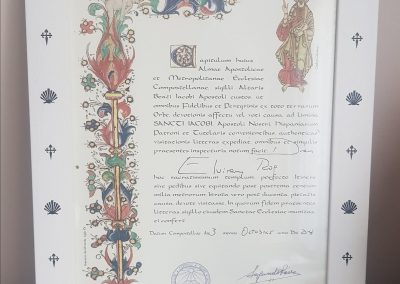 Capitulum huius
Almae Apostolicae
et Metropolitanae Ecclesiae
Compostellanae sigilli Altaris
Beati Iacobi Apostoli custos, ut
omnibus Fidelibus et Peregrinis ex toto terrarum
Orbe, devotionis affectu vel voti causa, ad limina
SANCTI IACOBI, Apostoli Nostri, Hispaniarum
Patroni et Tutelaris convenientibus, authenticas
visitationis litteras expediat, omnibus et singulis
praesentes inspecturis, notum facit:
hoc sacratissimum templum, perfecto Itinere
sive pedibus sive equitando post postrema centum
milia metrorum, birota vero post ducenta, pietatis
causa, devote visitasse. In quorum fidem praesentes
litteras, sigillo eiusdem Sanctae Ecclesiae munitas,
ei confero.
Datum Compostellae die 3 mensis Octobris anno Dni